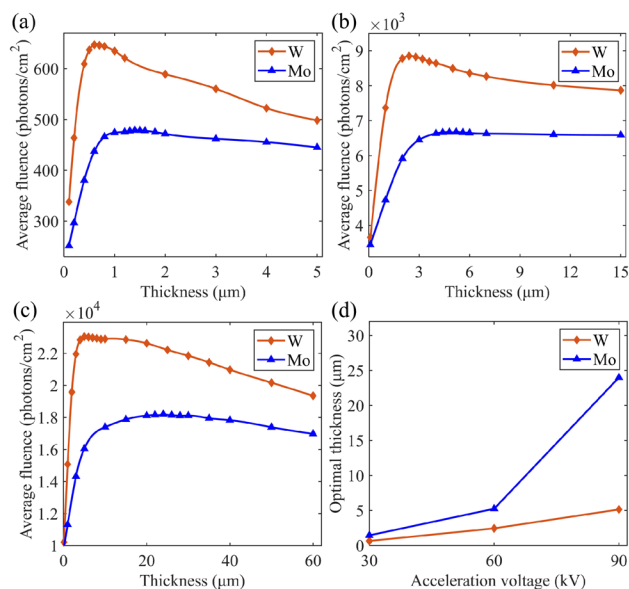 (a)
W
Mo
Average fluence (photons/cm²)
600
500
400
300
0 1 2 3 4 5
Thickness (μm)
(b)
×10³
W
Mo
Average fluence (photons/cm²)
9
8
7
6
5
4
3
0 3 6 9 12 15
Thickness (μm)
(c)
×10⁴
W
Mo
Average fluence (photons/cm²)
2.2
2
1.8
1.6
1.4
1.2
1
0 20 40 60
Thickness (μm)
(d)
W
Mo
Optimal thickness (μm)
30
25
20
15
10
5
0
30 60 90
Acceleration voltage (kV)